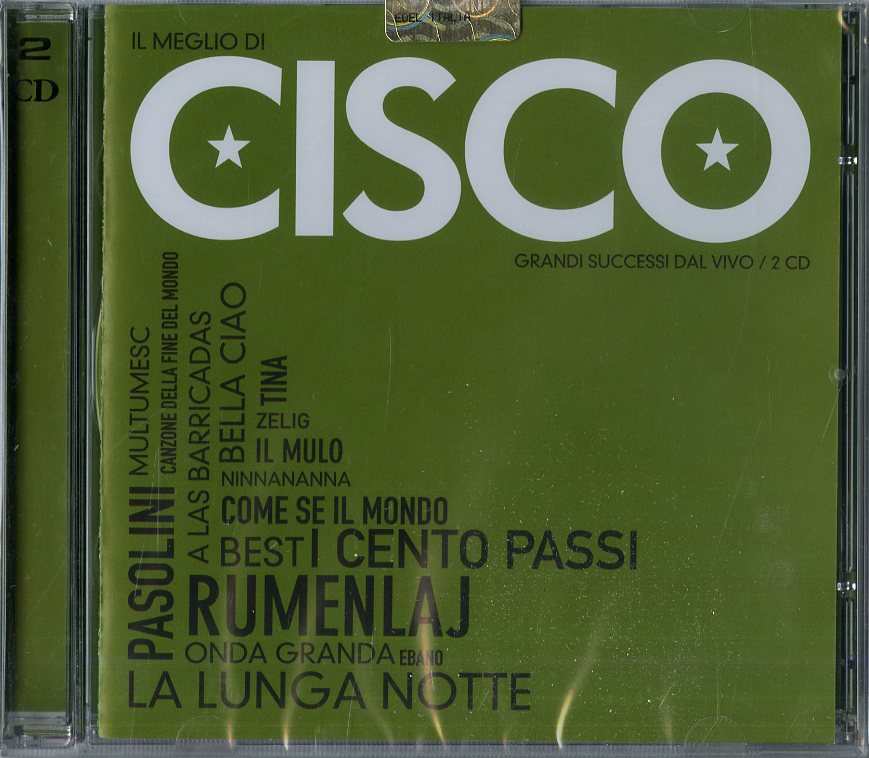 EDEL ITALIA
2
CD
IL MEGLIO DI
CISCO
GRANDI SUCCESSI DAL VIVO / 2 CD
PASOLINI
MULTUMESC
CANZONE DELLA FINE DEL MONDO
A LAS BARRICADAS
BELLA CIAO
TINA
ZELIG
IL MULO
NINNANANNA
COME SE IL MONDO
BEST I CENTO PASSI
RUMENLAJ
ONDA GRANDA EBANO
LA LUNGA NOTTE